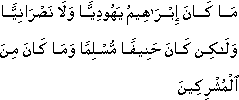 مَا كَانَ إِبْرَٰهِيمُ يَهُودِيًّا وَلَا نَصْرَانِيًّا
وَلَـٰكِن كَانَ حَنِيفًا مُّسْلِمًا وَمَا كَانَ مِنَ
ٱلْمُشْرِكِينَ